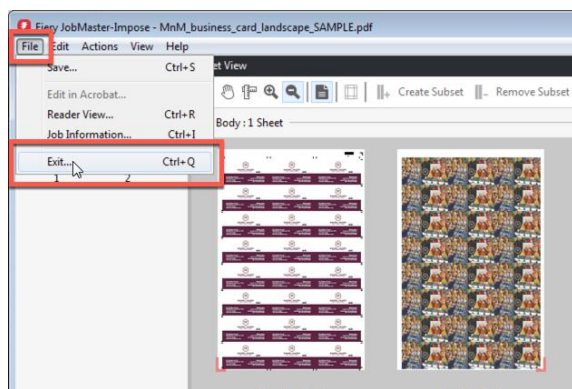 Fiery JobMaster-Impose - MnM_business_card_landscape_SAMPLE.pdf
File Edit Actions View Help
Save... Ctrl+S
et View
Edit in Acrobat...
Reader View... Ctrl+R
Create Subset Remove Subset
Job Information... Ctrl+I
Body : 1 Sheet
Exit... Ctrl+Q
1 2